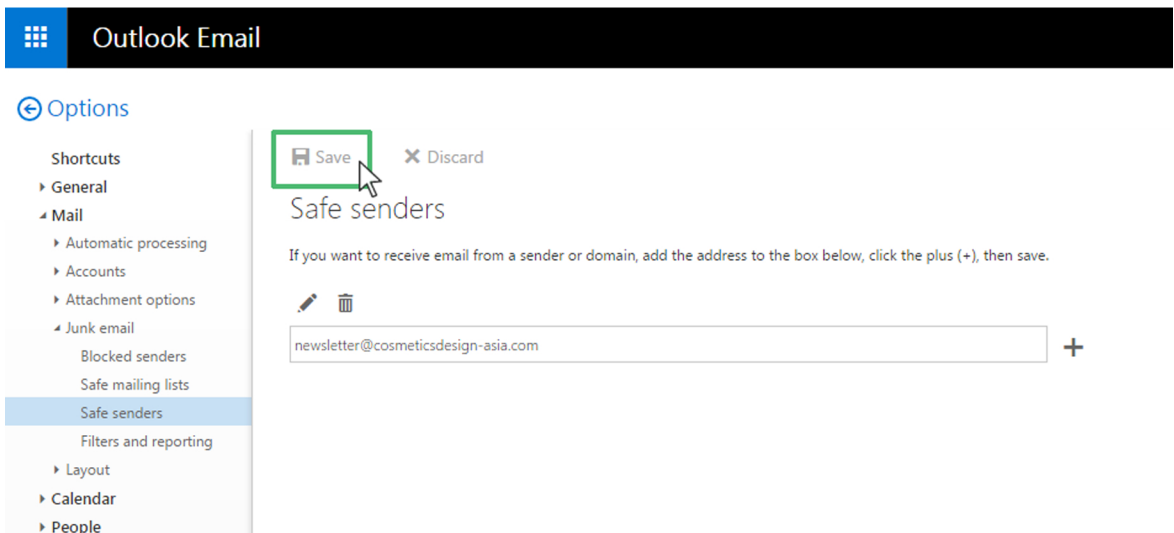 Outlook Email
Options
Shortcuts
General
Mail
Automatic processing
Accounts
Attachment options
Junk email
Blocked senders
Safe mailing lists
Safe senders
Filters and reporting
Layout
Calendar
People
Save Discard
Safe senders
If you want to receive email from a sender or domain, add the address to the box below, click the plus (+), then save.
newsletter@cosmeticsdesign-asia.com